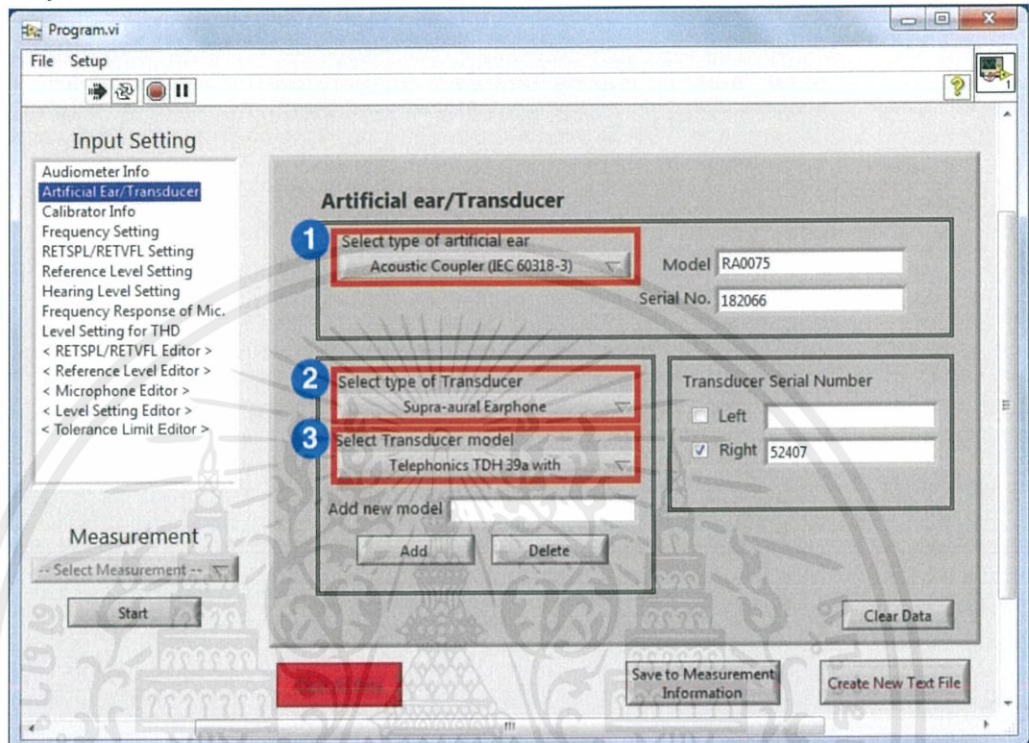 Program.vi
File Setup
1
Input Setting
Audiometer Info
Artificial Ear/Transducer
Calibrator Info
Frequency Setting
RETSPL/RETVFL Setting
Reference Level Setting
Hearing Level Setting
Frequency Response of Mic.
Level Setting for THD
< RETSPL/RETVFL Editor >
< Reference Level Editor >
< Microphone Editor >
< Level Setting Editor >
< Tolerance Limit Editor >
Measurement
-- Select Measurement --
Start
Artificial ear/Transducer
1 Select type of artificial ear
Acoustic Coupler (IEC 60318-3)
Model RA0075
Serial No. 182066
2 Select type of Transducer
Supra-aural Earphone
3 Select Transducer model
Telephonics TDH 39a with
Add new model
Add Delete
Transducer Serial Number
Left
Right 52407
Clear Data
Save to Measurement
Information
Create New Text File